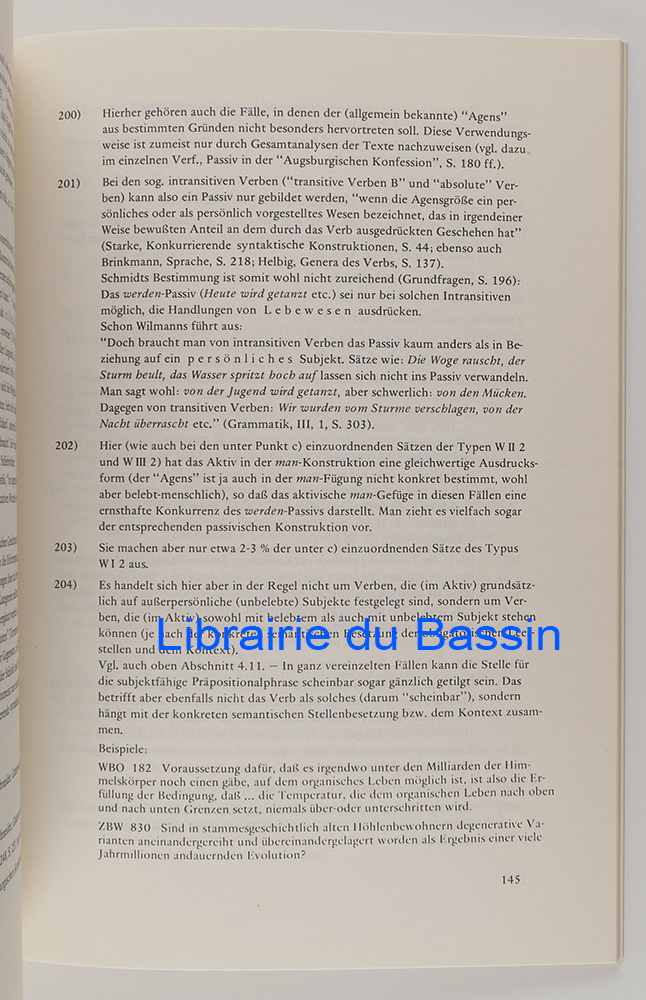 200) Hierher gehören auch die Fälle, in denen der (allgemein bekannte) “Agens”
aus bestimmten Gründen nicht besonders hervortreten soll. Diese Verwendungs-
weise ist zumeist nur durch Gesamtanalysen der Texte nachzuweisen (vgl. dazu
im einzelnen Verf., Passiv in der “Augsburgischen Konfession”, S. 180 ff.).
201) Bei den sog. intransitiven Verben (“transitive Verben B” und “absolute” Ver-
ben) kann also ein Passiv nur gebildet werden, “wenn die Agensgröße ein per-
sönliches oder als persönlich vorgestelltes Wesen bezeichnet, das in irgendeiner
Weise bewußten Anteil an dem durch das Verb ausgedrückten Geschehen hat”
(Starke, Konkurrierende syntaktische Konstruktionen, S. 44; ebenso auch
Brinkmann, Sprache, S. 218; Helbig, Genera des Verbs, S. 137).
Schmidts Bestimmung ist somit wohl nicht zureichend (Grundfragen, S. 196):
Das werden-Passiv (Heute wird getanzt etc.) sei nur bei solchen Intransitiven
möglich, die Handlungen von L e b e w e s e n ausdrücken.
Schon Wilmanns führt aus:
“Doch braucht man von intransitiven Verben das Passiv kaum anders als in Be-
ziehung auf ein p e r s ö n l i c h e s Subjekt. Sätze wie: Die Woge rauscht, der
Sturm heult, das Wasser spritzt hoch auf lassen sich nicht ins Passiv verwandeln.
Man sagt wohl: von der Jugend wird getanzt, aber schwerlich: von den Mücken.
Dagegen von transitiven Verben: Wir wurden vom Sturme verschlagen, von der
Nacht überrascht etc.” (Grammatik, III, 1, S. 303).
202) Hier (wie auch bei den unter Punkt c) einzuordnenden Sätzen der Typen W II 2
und W III 2) hat das Aktiv in der man-Konstruktion eine gleichwertige Ausdrucks-
form (der “Agens” ist ja auch in der man-Fügung nicht konkret bestimmt, wohl
aber belebt-menschlich), so daß das aktivische man-Gefüge in diesen Fällen eine
ernsthafte Konkurrenz des werden-Passivs darstellt. Man zieht es vielfach sogar
der entsprechenden passivischen Konstruktion vor.
203) Sie machen aber nur etwa 2-3 % der unter c) einzuordnenden Sätze des Typus
W I 2 aus.
204) Es handelt sich hier aber in der Regel nicht um Verben, die (im Aktiv) grundsätz-
lich auf außerpersönliche (unbelebte) Subjekte festgelegt sind, sondern um Ver-
ben, die (im Aktiv) sowohl mit belebtem als auch mit unbelebtem Subjekt stehen
können (je nach der konkreten semantischen Besetzung der obligatorischen Lee-
stellen und dem Kontext).
Librairie du Bassin
Vgl. auch oben Abschnitt 4.11. — In ganz vereinzelten Fällen kann die Stelle für
die subjektfähige Präpositionalphrase scheinbar sogar gänzlich getilgt sein. Das
betrifft aber ebenfalls nicht das Verb als solches (darum “scheinbar”), sondern
hängt mit der konkreten semantischen Stellenbesetzung bzw. dem Kontext zusam-
men.
Beispiele:
WBO 182 Voraussetzung dafür, daß es irgendwo unter den Milliarden der Him-
melskörper noch einen gäbe, auf dem organisches Leben möglich ist, ist also die Er-
füllung der Bedingung, daß ... die Temperatur, die dem organischen Leben nach oben
und nach unten Grenzen setzt, niemals über-oder unterschritten wird.
ZBW 830 Sind in stammesgeschichtlich alten Höhlenbewohnern degenerative Va-
rianten aneinandergereiht und übereinandergelagert worden als Ergebnis einer viele
Jahrmillionen andauernden Evolution?
145